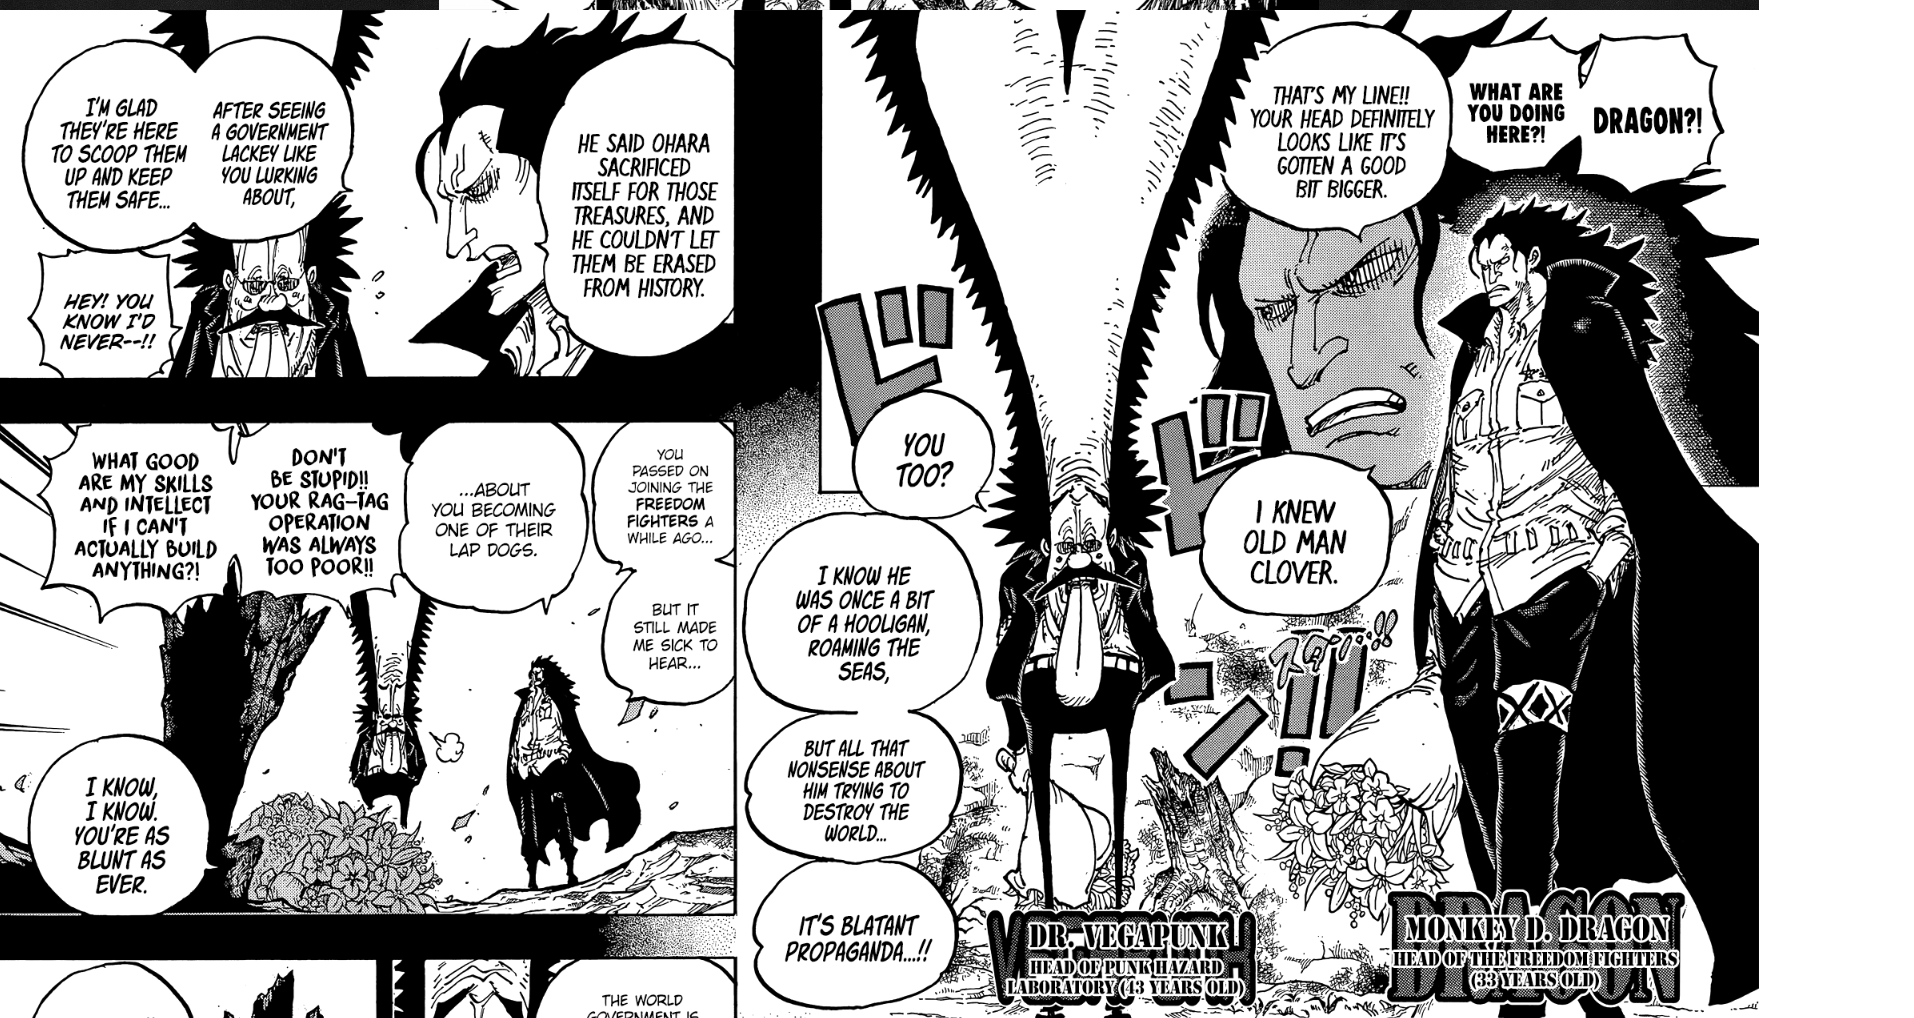 DRAGON?!
WHAT ARE
YOU DOING
HERE?!
THAT'S MY LINE!!
YOUR HEAD DEFINITELY
LOOKS LIKE IT'S
GOTTEN A GOOD
BIT BIGGER.
ドドン!!
YOU
TOO?
I KNEW
OLD MAN
CLOVER.
I KNOW HE
WAS ONCE A BIT
OF A HOOLIGAN,
ROAMING THE
SEAS,
BUT ALL THAT
NONSENSE ABOUT
HIM TRYING TO
DESTROY THE
WORLD...
IT'S BLATANT
PROPAGANDA...!!
DR. VEGAPUNK
HEAD OF PUNK HAZARD
LABORATORY (43 YEARS OLD)
MONKEY D. DRAGON
HEAD OF THE FREEDOM FIGHTERS
(33 YEARS OLD)
HE SAID OHARA
SACRIFICED
ITSELF FOR THOSE
TREASURES, AND
HE COULDN'T LET
THEM BE ERASED
FROM HISTORY.
AFTER SEEING
A GOVERNMENT
LACKEY LIKE
YOU LURKING
ABOUT,
I'M GLAD
THEY'RE HERE
TO SCOOP THEM
UP AND KEEP
THEM SAFE...
HEY! YOU
KNOW I'D
NEVER--!!
YOU
PASSED ON
JOINING THE
FREEDOM
FIGHTERS A
WHILE AGO...
BUT IT
STILL MADE
ME SICK TO
HEAR...
...ABOUT
YOU BECOMING
ONE OF THEIR
LAP DOGS.
DON'T
BE STUPID!!
YOUR RAG-TAG
OPERATION
WAS ALWAYS
TOO POOR!!
WHAT GOOD
ARE MY SKILLS
AND INTELLECT
IF I CAN'T
ACTUALLY BUILD
ANYTHING?!
I KNOW,
I KNOW.
YOU'RE AS
BLUNT AS
EVER.
THE WORLD
GOVERNMENT IS